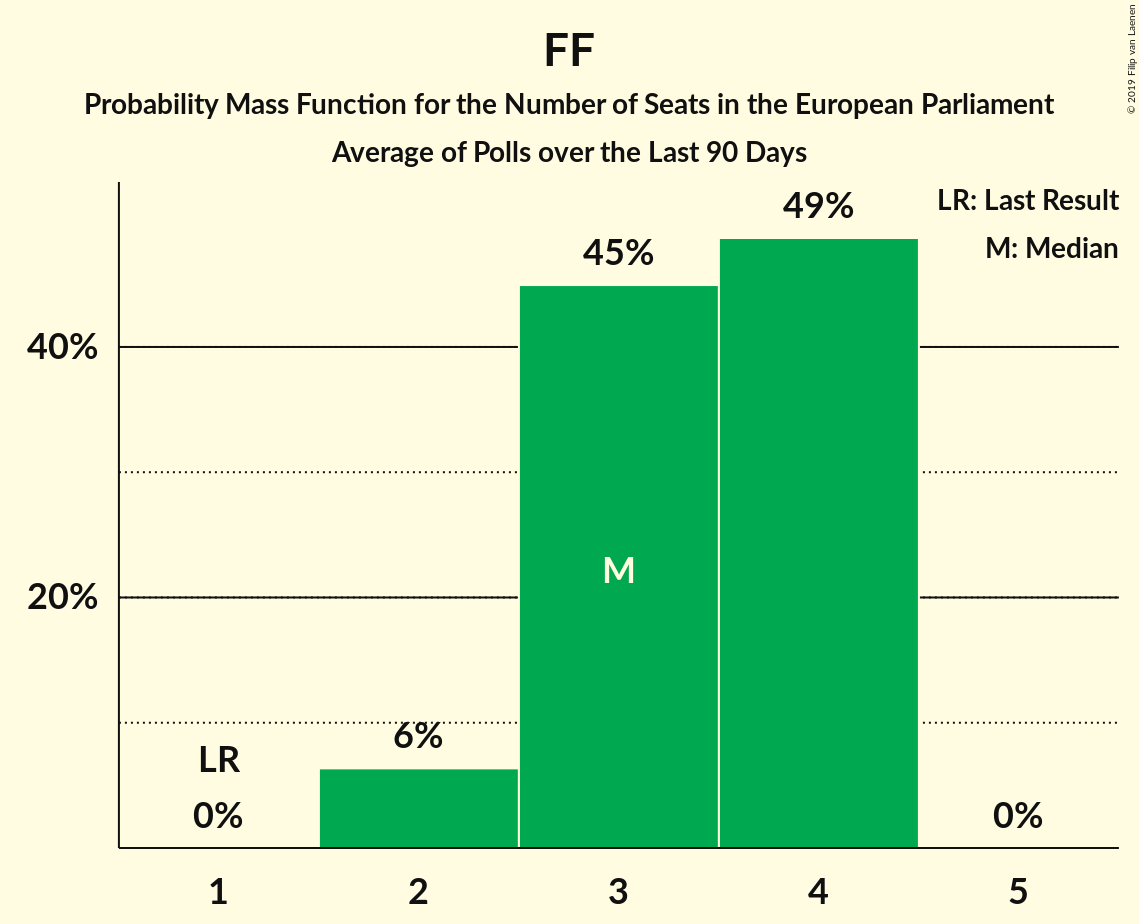 FF
Probability Mass Function for the Number of Seats in the European Parliament
Average of Polls over the Last 90 Days
© 2019 Filip van Laenen
LR: Last Result
M: Median
49%
45%
40%
M
20%
6%
LR
0%
0%
1 2 3 4 5